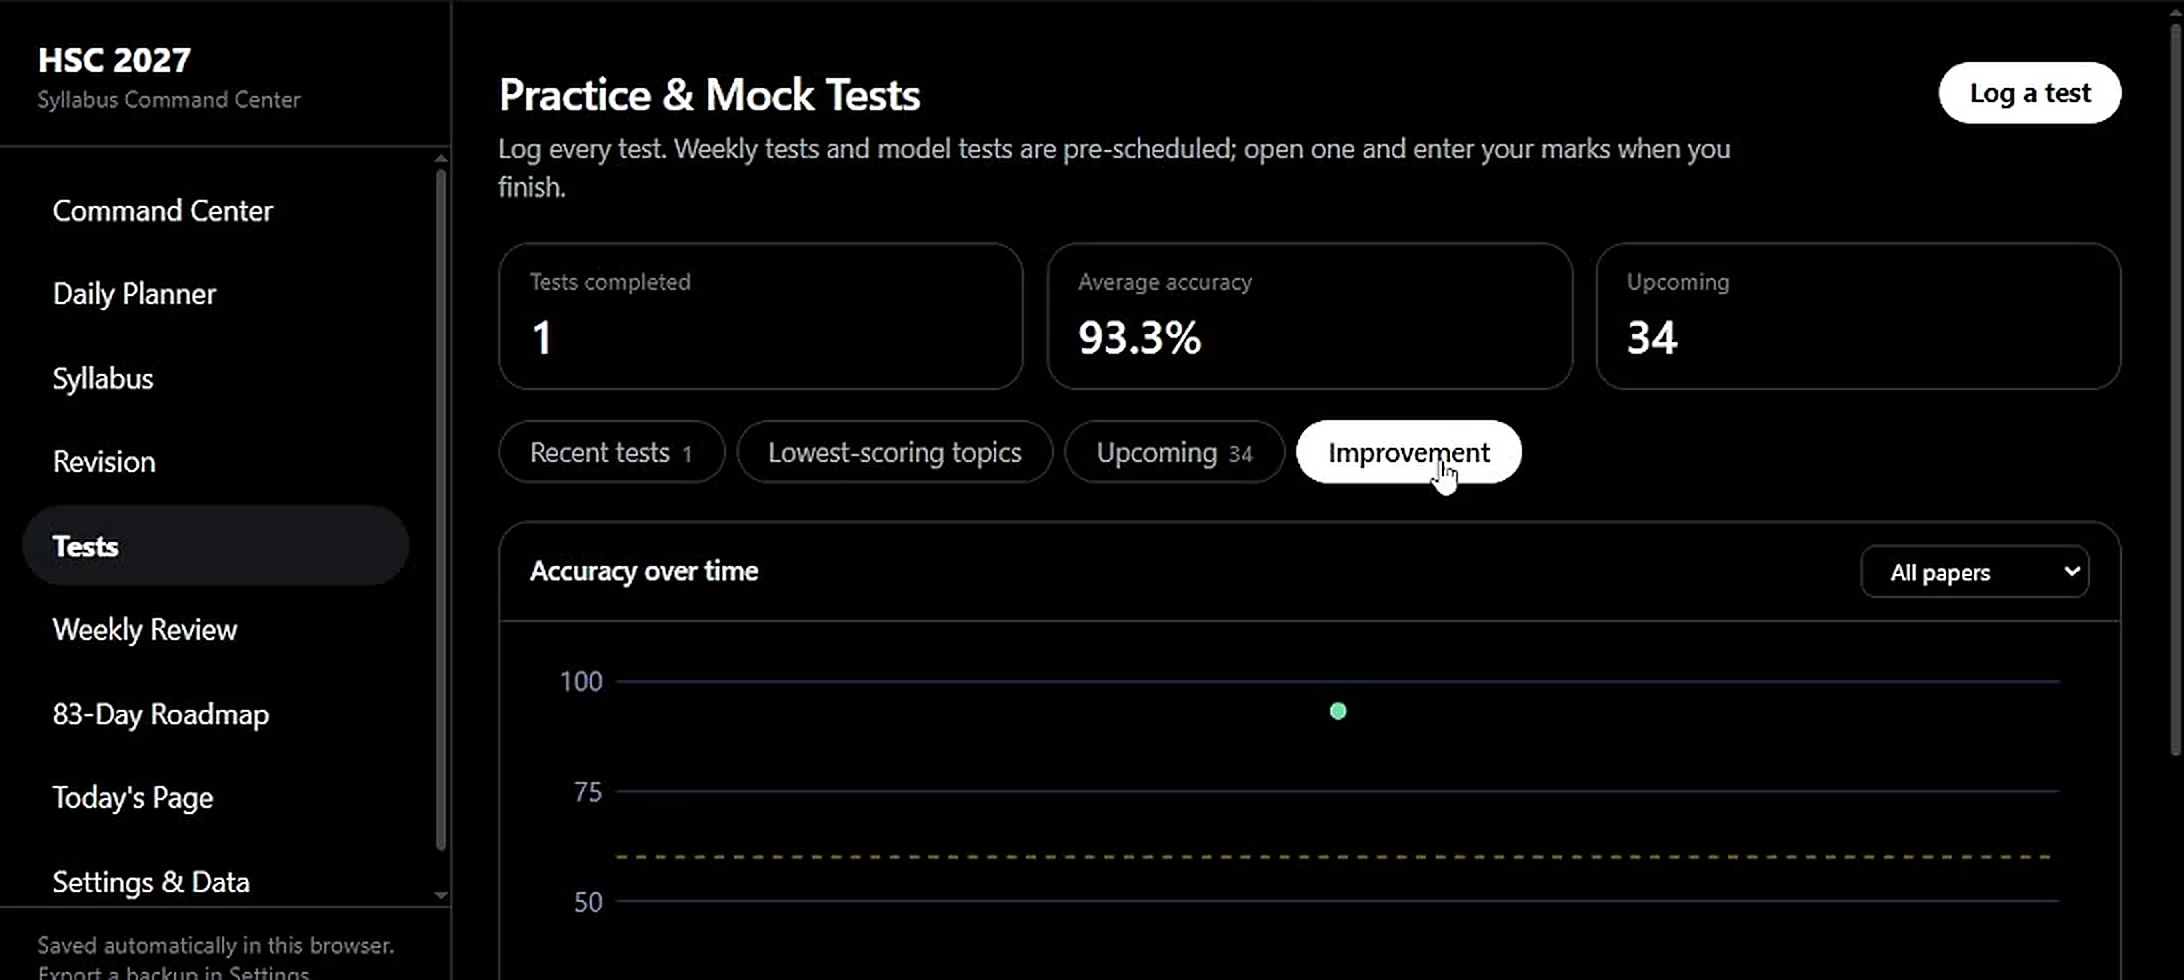 HSC 2027
Syllabus Command Center
Command Center
Daily Planner
Syllabus
Revision
Tests
Weekly Review
83-Day Roadmap
Today's Page
Settings & Data
Saved automatically in this browser.
Export a backup in Settings
Practice & Mock Tests
Log a test
Log every test. Weekly tests and model tests are pre-scheduled; open one and enter your marks when you
finish.
Tests completed
1
Average accuracy
93.3%
Upcoming
34
Recent tests 1
Lowest-scoring topics
Upcoming 34
Improvement
Accuracy over time
All papers
100
75
50